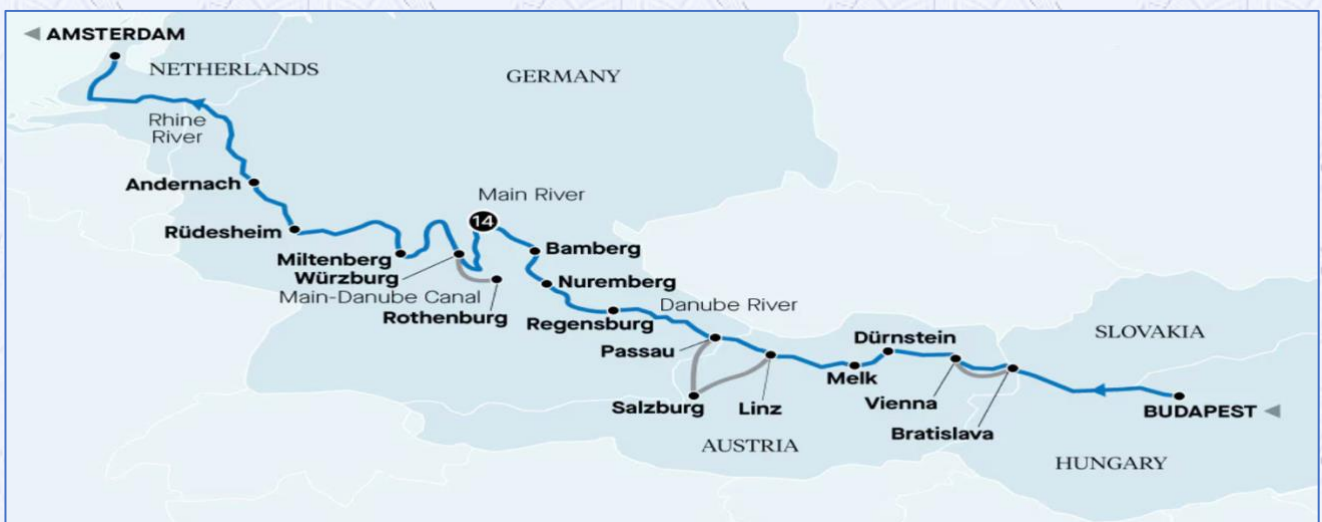 AMSTERDAM
NETHERLANDS
GERMANY
Rhine
River
Andernach
Main River
14
Rüdesheim
Bamberg
Miltenberg
Würzburg
Nuremberg
Main-Danube Canal
Rothenburg
Danube River
Regensburg
SLOVAKIA
Passau
Dürnstein
Melk
Salzburg
Linz
Vienna
BUDAPEST
Bratislava
AUSTRIA
HUNGARY